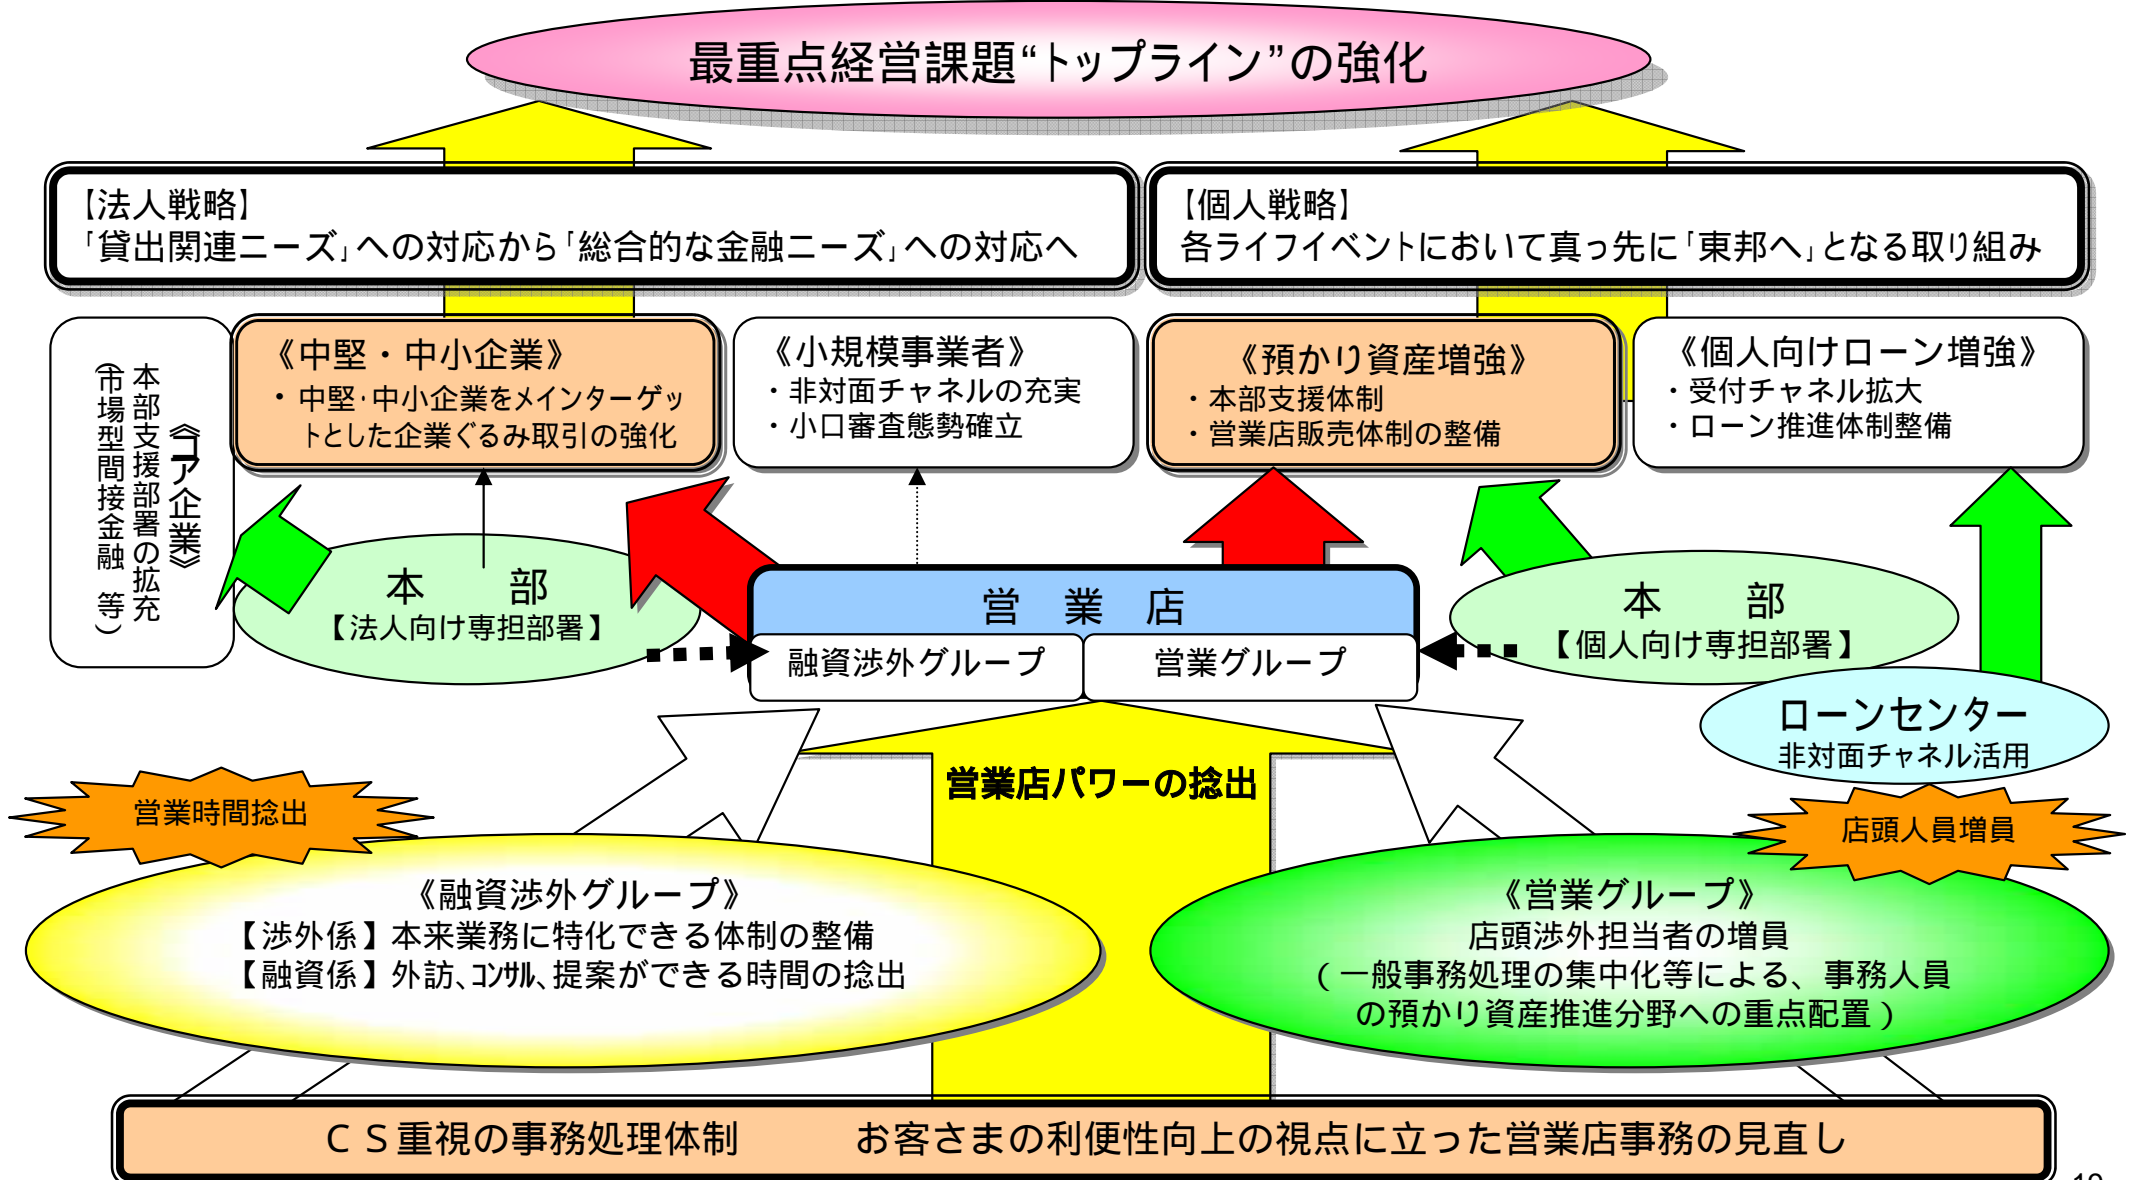 最重点経営課題“トップライン”の強化
【法人戦略】
「貸出関連ニーズ」への対応から「総合的な金融ニーズ」への対応へ
【個人戦略】
各ライフイベントにおいて真っ先に「東邦へ」となる取り組み
《コア企業》
本部支援部署の拡充
(市場型間接金融 等)
《中堅・中小企業》
・中堅・中小企業をメインターゲッ
トとした企業ぐるみ取引の強化
《小規模事業者》
・非対面チャネルの充実
・小口審査態勢確立
《預かり資産増強》
・本部支援体制
・営業店販売体制の整備
《個人向けローン増強》
・受付チャネル拡大
・ローン推進体制整備
本 部
【法人向け専担部署】
営 業 店
融資渉外グループ
営業グループ
本 部
【個人向け専担部署】
ローンセンター
非対面チャネル活用
営業店パワーの捻出
営業時間捻出
店頭人員増員
《融資渉外グループ》
【渉外係】本来業務に特化できる体制の整備
【融資係】外訪、コンサル、提案ができる時間の捻出
《営業グループ》
店頭渉外担当者の増員
(一般事務処理の集中化等による、事務人員
の預かり資産推進分野への重点配置)
CS重視の事務処理体制 お客さまの利便性向上の視点に立った営業店事務の見直し